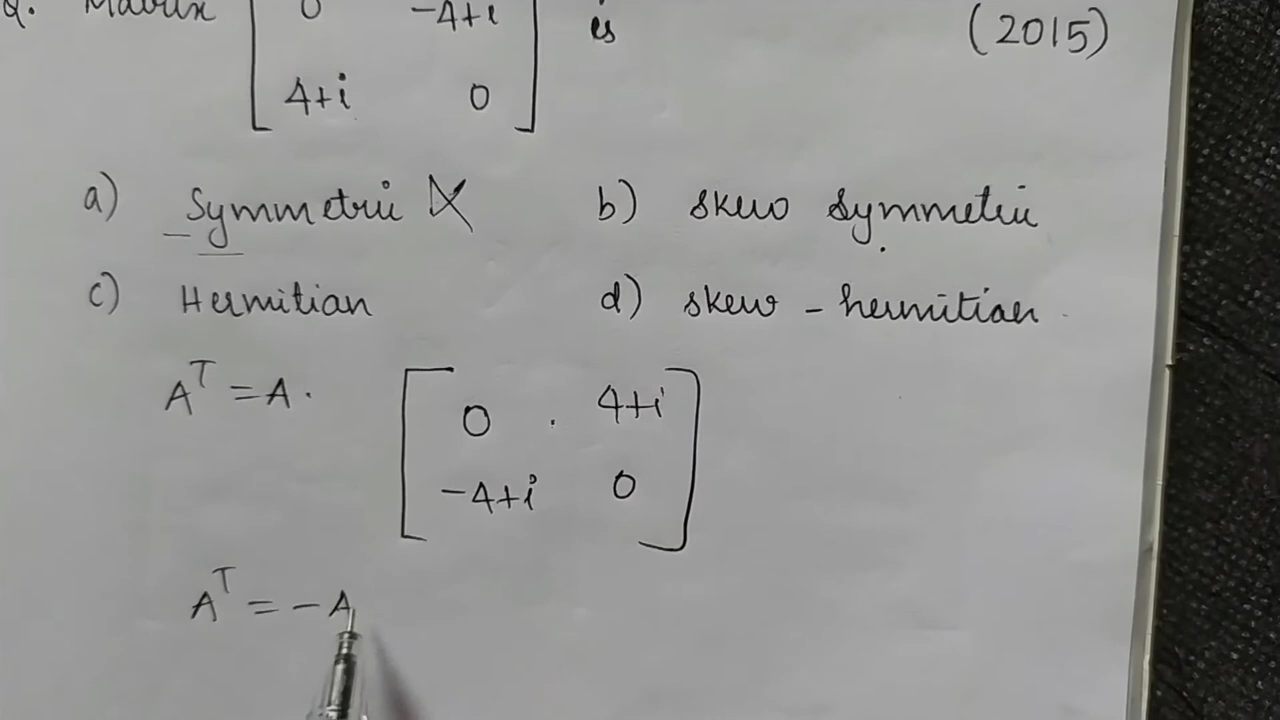 Q. Matrix [ 0 -4+i ] is (2015)
4+i 0
a) Symmetric b) skew symmetric
c) Hermitian d) skew - hermitian
A^T = A. [ 0 . 4+i
-4+i 0 ]
A^T = -A